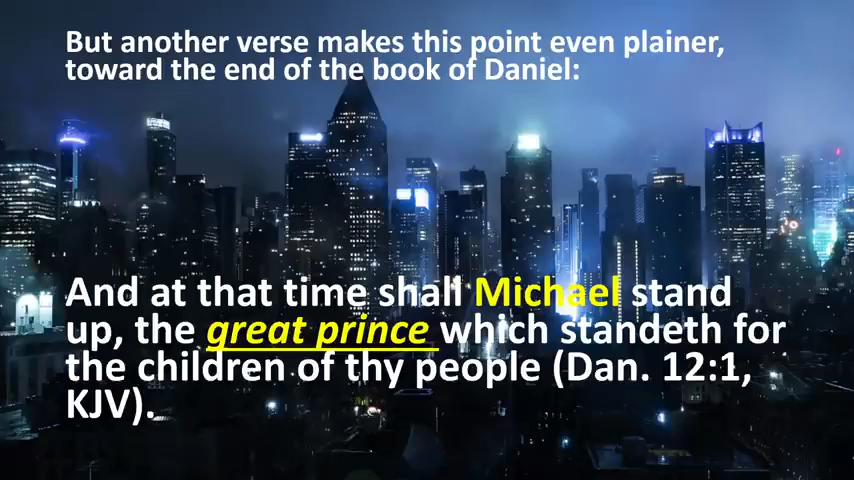 But another verse makes this point even plainer,
toward the end of the book of Daniel:
And at that time shall Michael stand
up, the great prince which standeth for
the children of thy people (Dan. 12:1,
KJV).